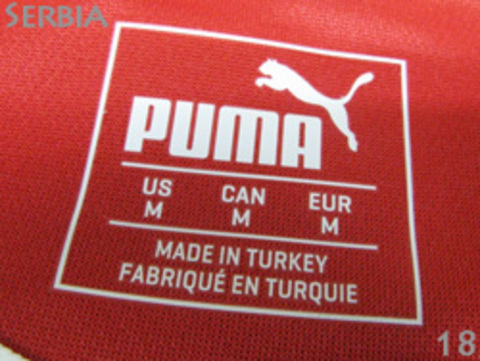 SERBIA
PUMA
US CAN EUR
M M M
MADE IN TURKEY
FABRIQUÉ EN TURQUIE
18